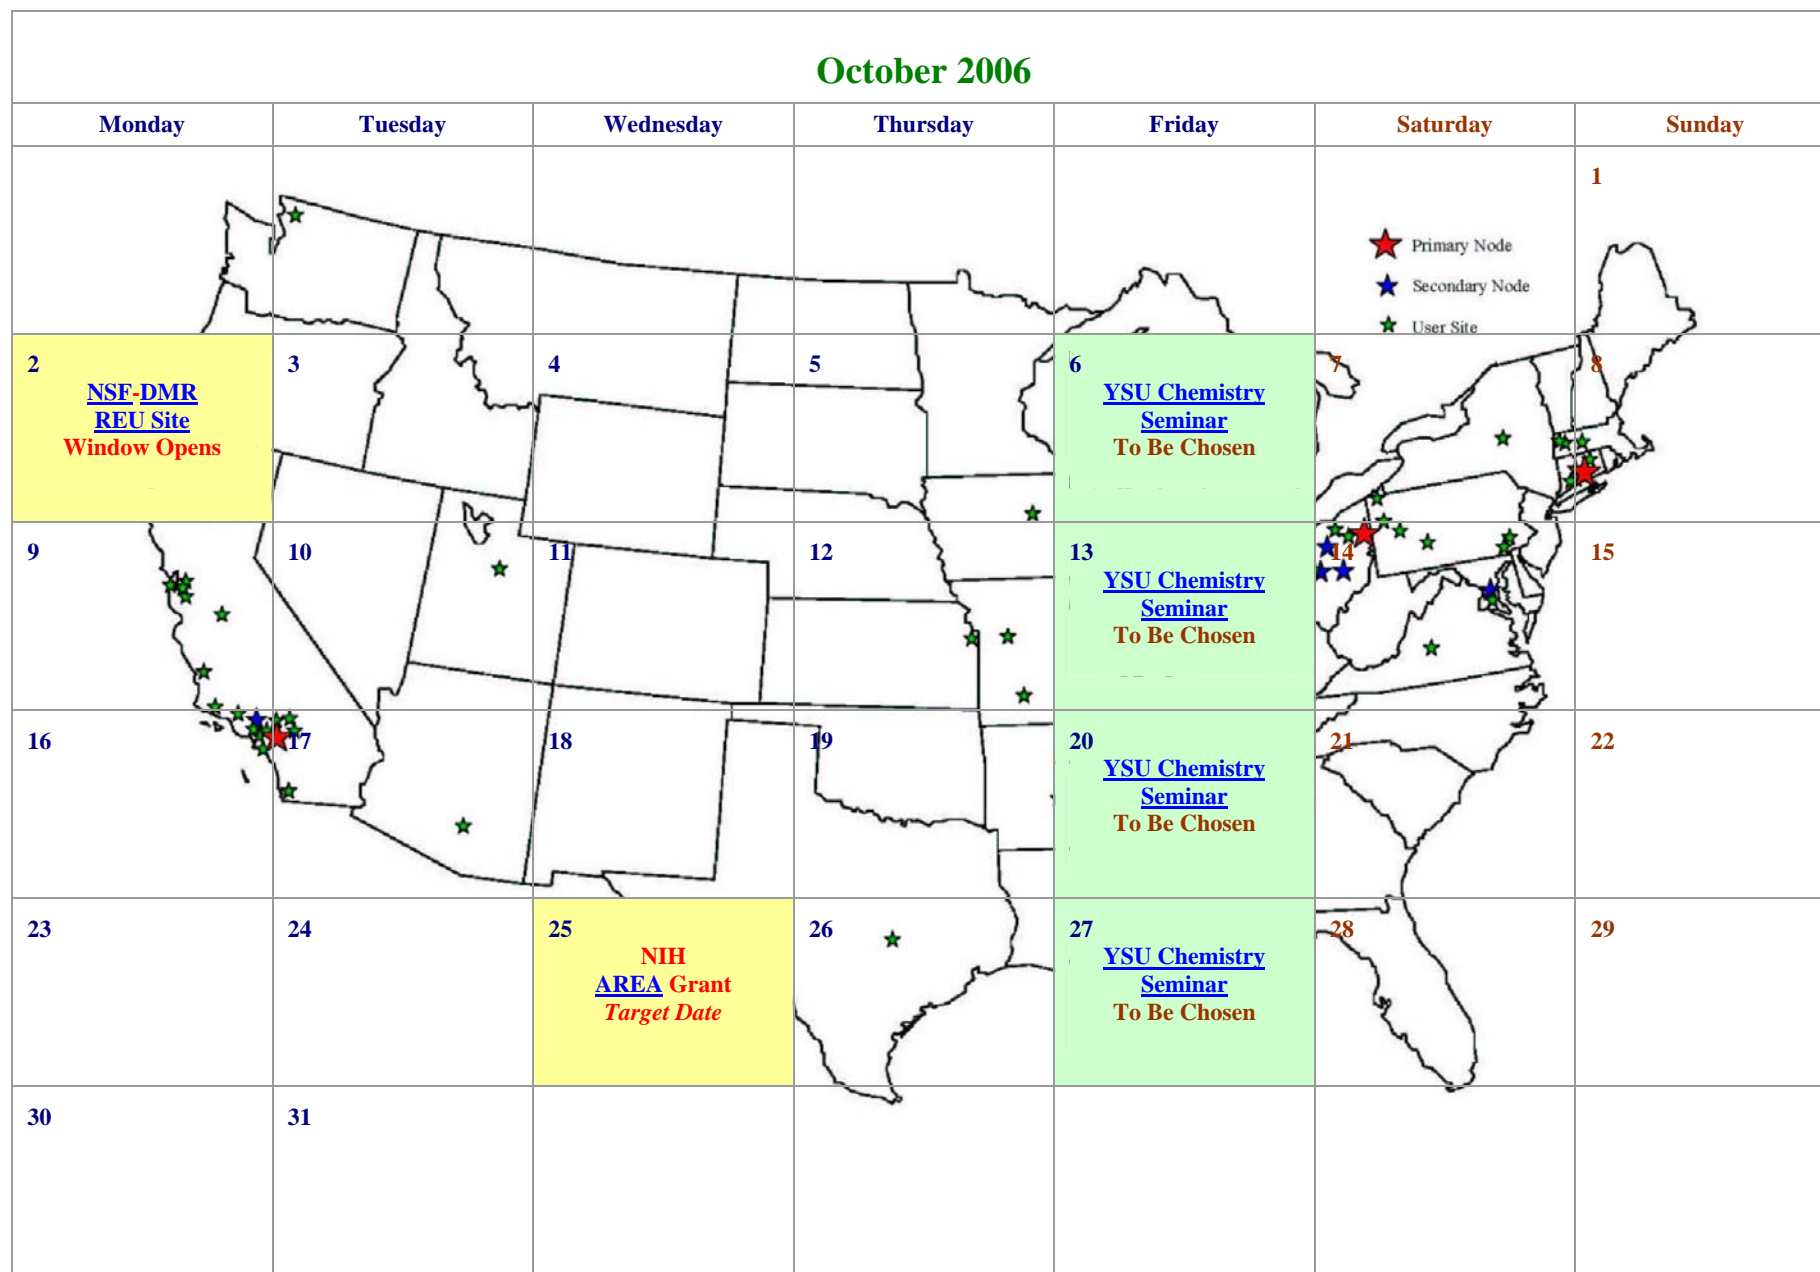 October 2006
Monday
Tuesday
Wednesday
Thursday
Friday
Saturday
Sunday
1
Primary Node
Secondary Node
User Site
2
NSF-DMR
REU Site
Window Opens
3
4
5
6
YSU Chemistry
Seminar
To Be Chosen
7
8
9
10
11
12
13
YSU Chemistry
Seminar
To Be Chosen
14
15
16
17
18
19
20
YSU Chemistry
Seminar
To Be Chosen
21
22
23
24
25
NIH
AREA Grant
Target Date
26
27
YSU Chemistry
Seminar
To Be Chosen
28
29
30
31